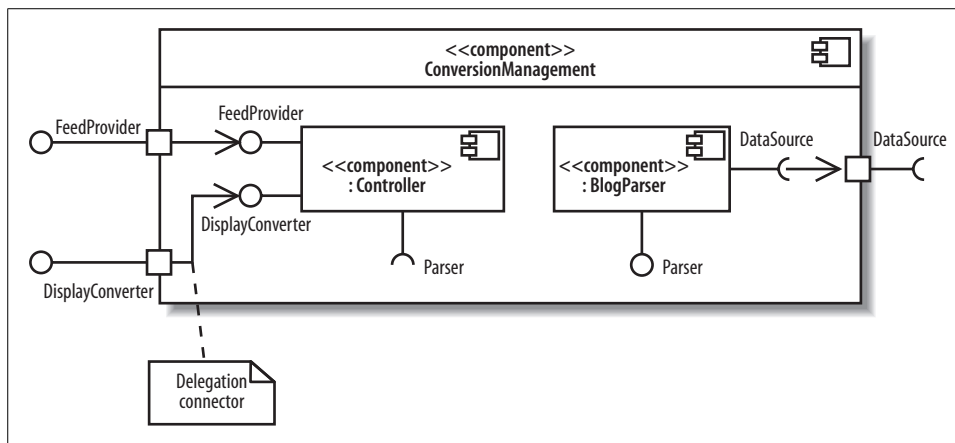 <<component>>
ConversionManagement
FeedProvider
FeedProvider
<<component>>
: Controller
<<component>>
: BlogParser
DataSource
DataSource
DisplayConverter
DisplayConverter
Parser
Parser
Delegation
connector